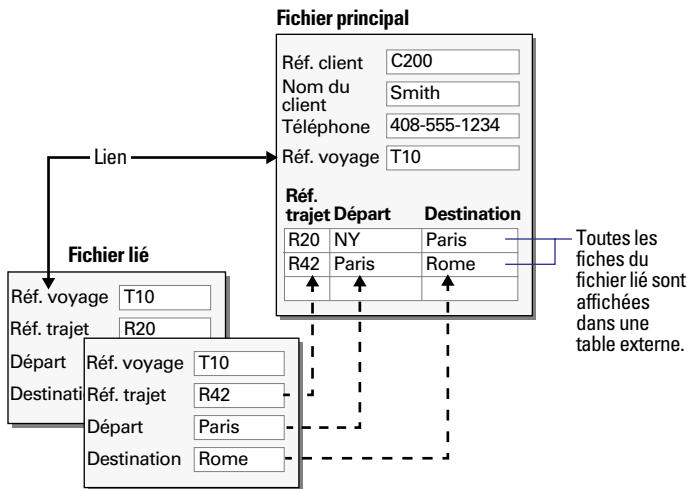 Fichier principal
Réf. client C200
Nom du
client
Smith
Téléphone 408-555-1234
Lien
Réf. voyage T10
Réf.
trajet Départ Destination
R20 NY Paris
R42 Paris Rome
Toutes les
fiches du
fichier lié sont
affichées
dans une
table externe.
Fichier lié
Réf. voyage T10
Réf. trajet R20
Départ
Destinati
Réf. voyage T10
Réf. trajet R42
Départ Paris
Destination Rome